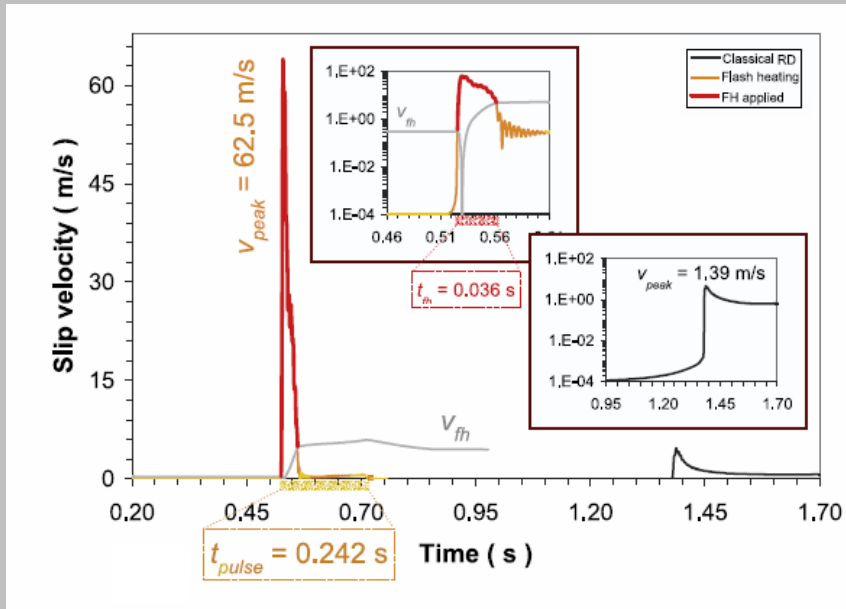 Classical RD
Flash heating
FH applied
Slip velocity ( m/s )
60
45
30
15
0
0.20
0.45
0.70
0.95
1.20
1.45
1.70
Time ( s )
v_peak = 62.5 m/s
1.E+02
1.E+00
1.E-02
1.E-04
v_fh
0.46
0.51
0.56
t_fh = 0.036 s
v_peak = 1,39 m/s
1.E+02
1.E+00
1.E-02
1.E-04
0.95
1.20
1.45
1.70
v_fh
t_pulse = 0.242 s